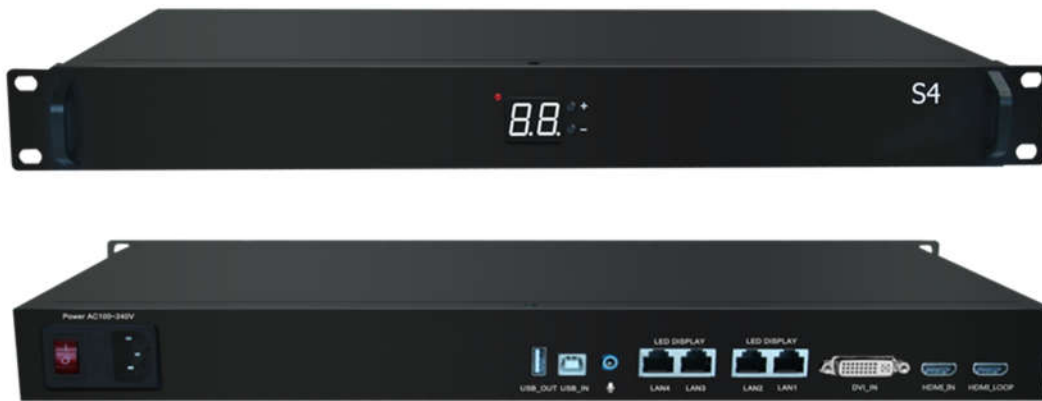 S4
8.8.
+
-
Power AC100~240V
LED DISPLAY LED DISPLAY
USB_OUT USB_IN LAN4 LAN3 LAN2 LAN1 DVI_IN HDMI_IN HDMI_LOOP